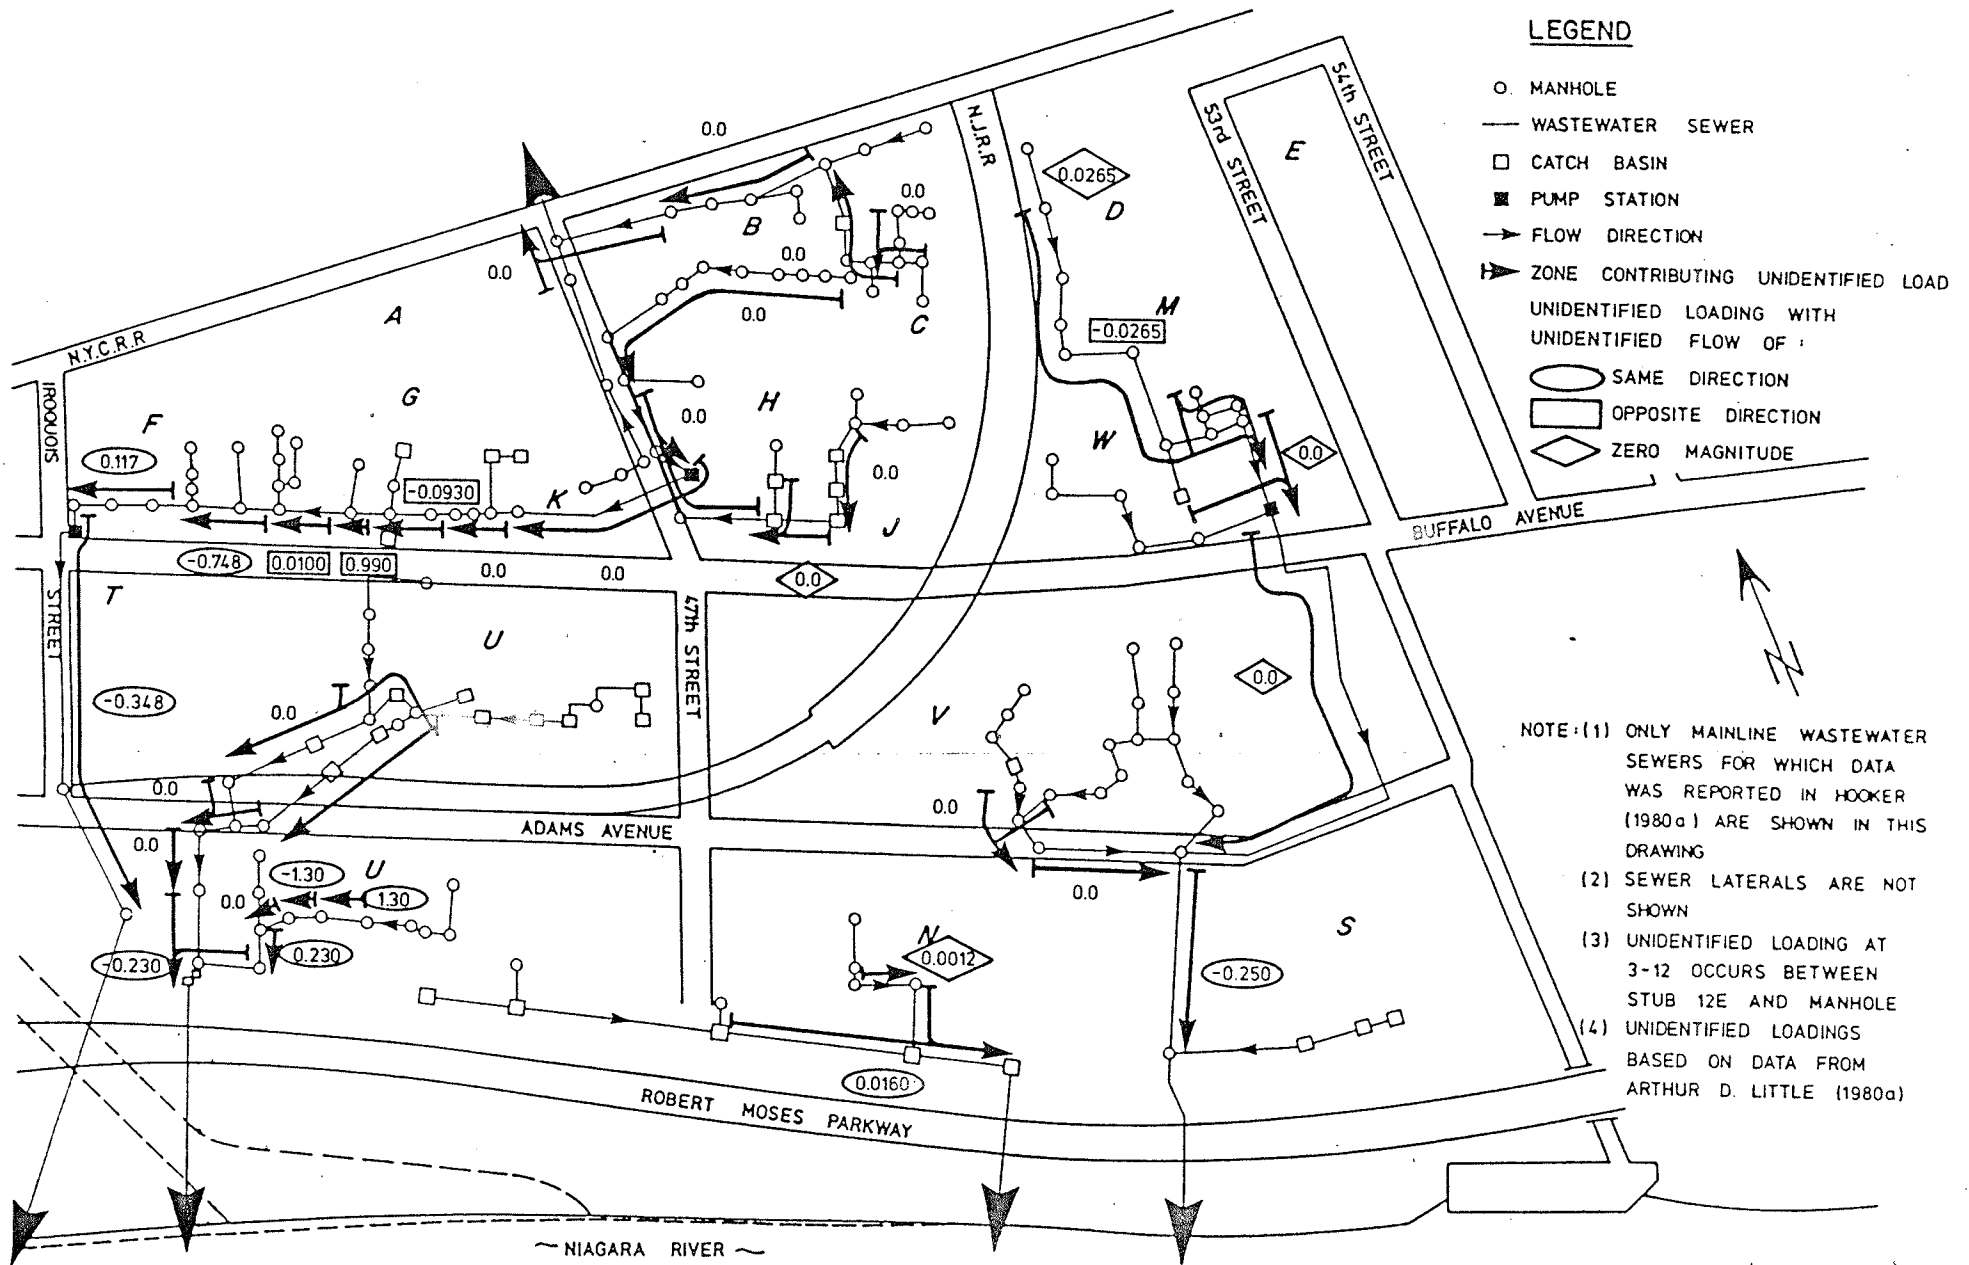 LEGEND
MANHOLE
WASTEWATER SEWER
CATCH BASIN
PUMP STATION
FLOW DIRECTION
ZONE CONTRIBUTING UNIDENTIFIED LOAD
UNIDENTIFIED LOADING WITH
UNIDENTIFIED FLOW OF :
SAME DIRECTION
OPPOSITE DIRECTION
ZERO MAGNITUDE
NOTE:(1) ONLY MAINLINE WASTEWATER
SEWERS FOR WHICH DATA
WAS REPORTED IN HOOKER
(1980a) ARE SHOWN IN THIS
DRAWING
(2) SEWER LATERALS ARE NOT
SHOWN
(3) UNIDENTIFIED LOADING AT
3-12 OCCURS BETWEEN
STUB 12E AND MANHOLE
(4) UNIDENTIFIED LOADINGS
BASED ON DATA FROM
ARTHUR D. LITTLE (1980a)
54th STREET
53rd STREET
E
N.J.R.R
0.0
0.0265
D
0.0
B
0.0
0.0
0.0
A
C
M
-0.0265
N.Y.C.R.R
IROQUOIS
STREET
F
G
0.0
H
W
0.117
-0.0930
K
0.0
0.0
J
BUFFALO AVENUE
-0.748
0.0100
0.990
0.0
0.0
0.0
T
U
47th STREET
-0.348
0.0
V
0.0
0.0
0.0
ADAMS AVENUE
0.0
-1.30
U
1.30
0.0
0.0
-0.230
0.230
N
0.0012
-0.250
S
0.0160
ROBERT MOSES PARKWAY
~ NIAGARA RIVER ~
N